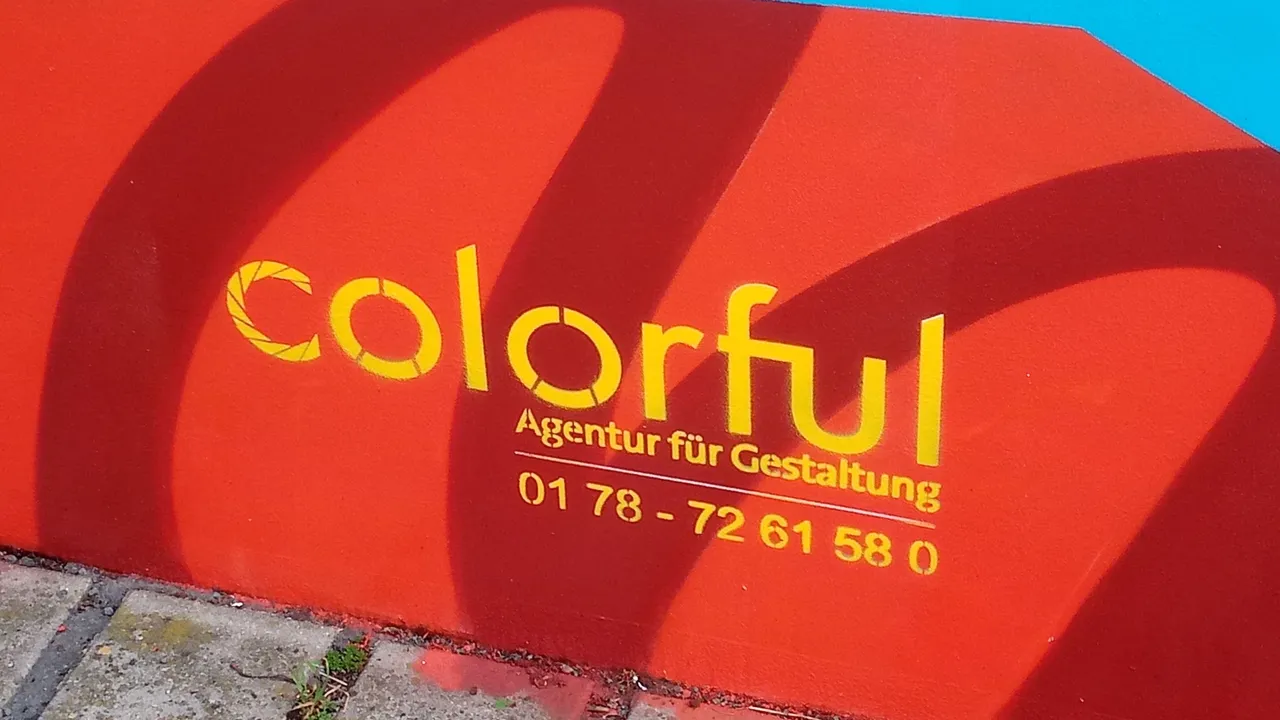 colorful
Agentur für Gestaltung
01 78 - 72 61 58 0